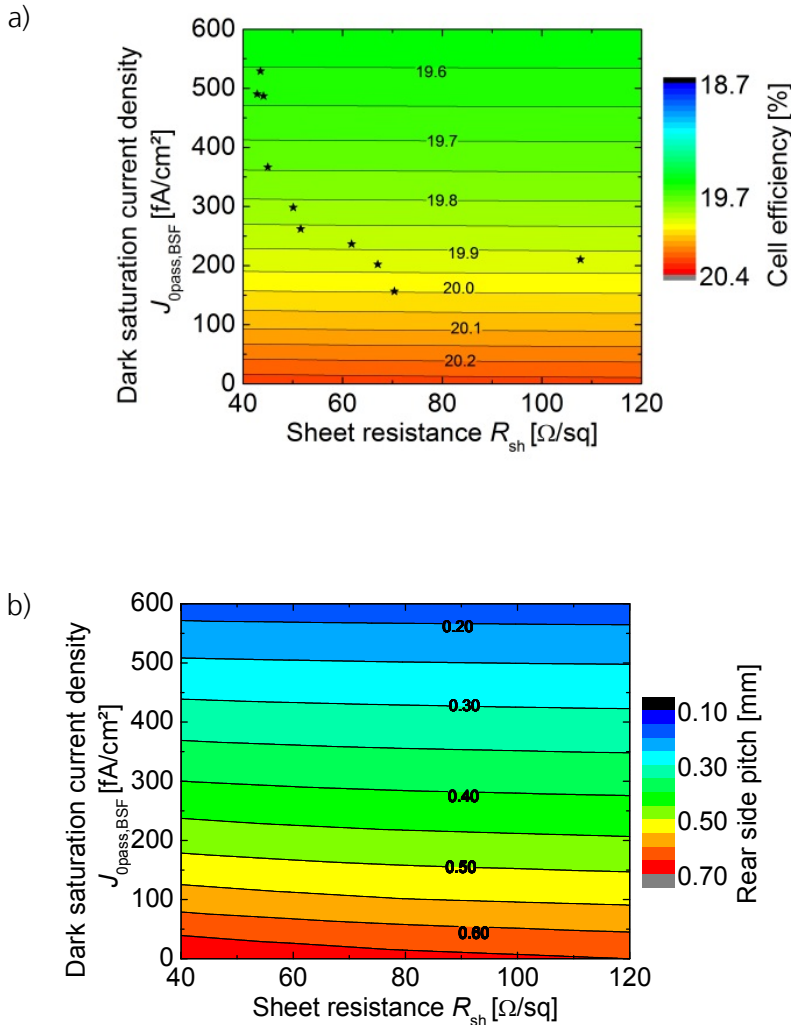 a)
600
500
400
300
200
100
0
Dark saturation current density
J0pass,BSF [fA/cm²]
19.6
19.7
19.8
19.9
20.0
20.1
20.2
40 60 80 100 120
Sheet resistance Rsh [Ω/sq]
18.7
19.7
20.4
Cell efficiency [%]
b)
600
500
400
300
200
100
0
Dark saturation current density
J0pass,BSF [fA/cm²]
0.20
0.30
0.40
0.50
0.60
40 60 80 100 120
Sheet resistance Rsh [Ω/sq]
0.10
0.30
0.50
0.70
Rear side pitch [mm]